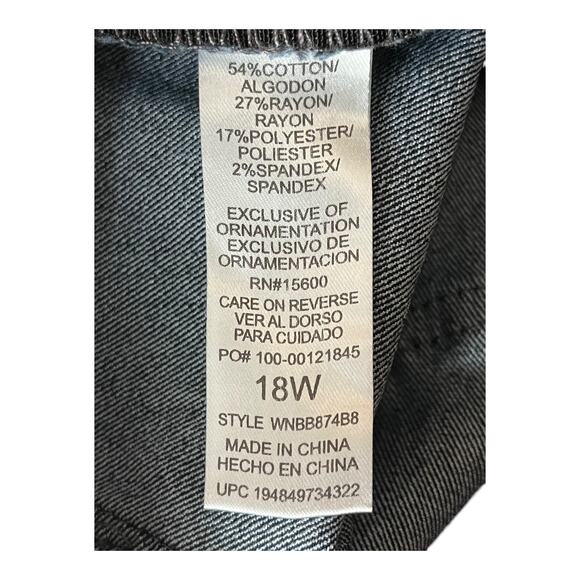 54%COTTON/
ALGODON
27%RAYON/
RAYON
17%POLYESTER/
POLIESTER
2%SPANDEX/
SPANDEX
EXCLUSIVE OF
ORNAMENTATION
EXCLUSIVO DE
ORNAMENTACION
RN#15600
CARE ON REVERSE
VER AL DORSO
PARA CUIDADO
PO# 100-00121845
18W
STYLE WNBB874B8
MADE IN CHINA
HECHO EN CHINA
UPC 194849734322